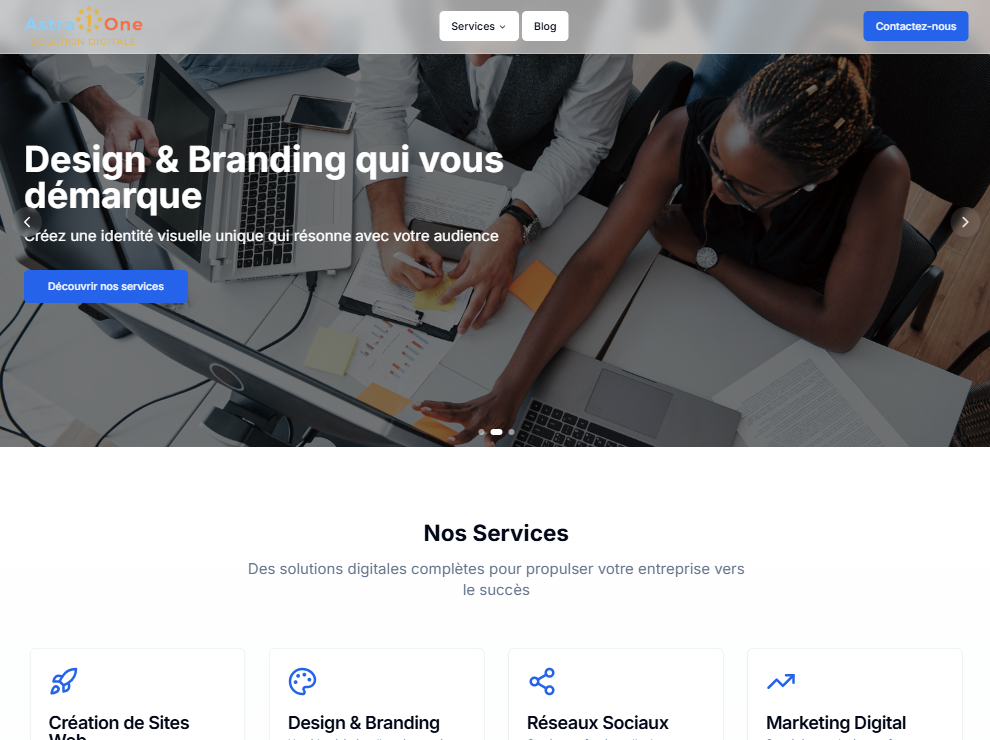 Astra One
SOLUTION DIGITALE
Services
Blog
Contactez-nous
Design & Branding qui vous
démarque
Créez une identité visuelle unique qui résonne avec votre audience
Découvrir nos services
Nos Services
Des solutions digitales complètes pour propulser votre entreprise vers
le succès
Création de Sites
Web
Design & Branding
Réseaux Sociaux
Marketing Digital